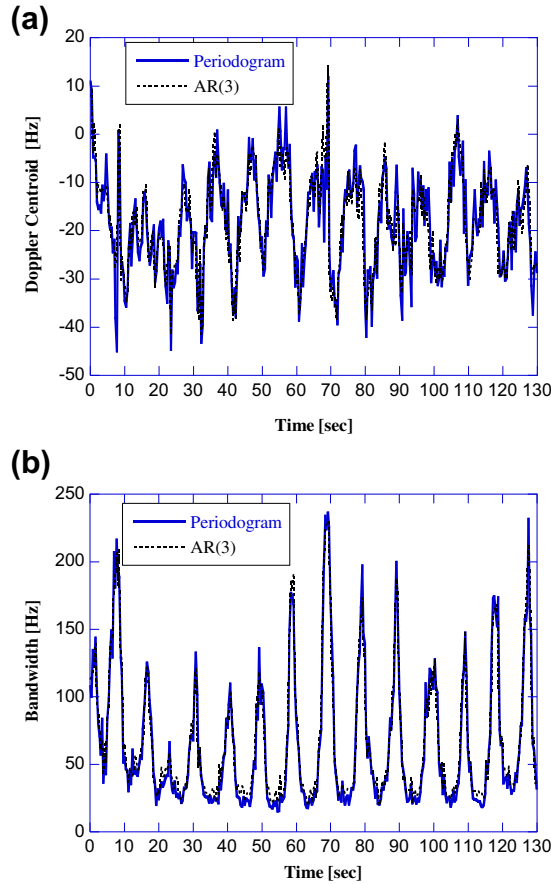 (a)
Periodogram
AR(3)
20
10
0
-10
-20
-30
-40
-50
Doppler Centroid [Hz]
0 10 20 30 40 50 60 70 80 90 100 110 120 130
Time [sec]
(b)
Periodogram
AR(3)
250
200
150
100
50
0
Bandwidth [Hz]
0 10 20 30 40 50 60 70 80 90 100 110 120 130
Time [sec]